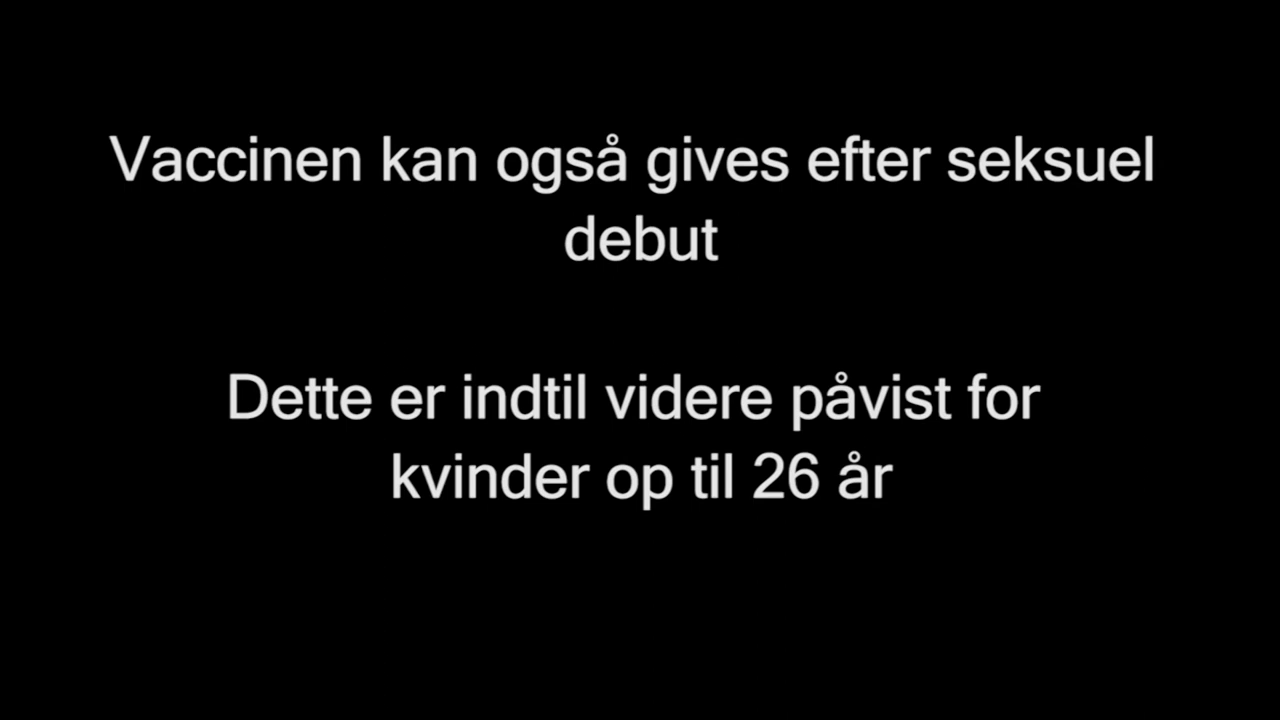 Vaccinen kan også gives efter seksuel
debut
Dette er indtil videre påvist for
kvinder op til 26 år